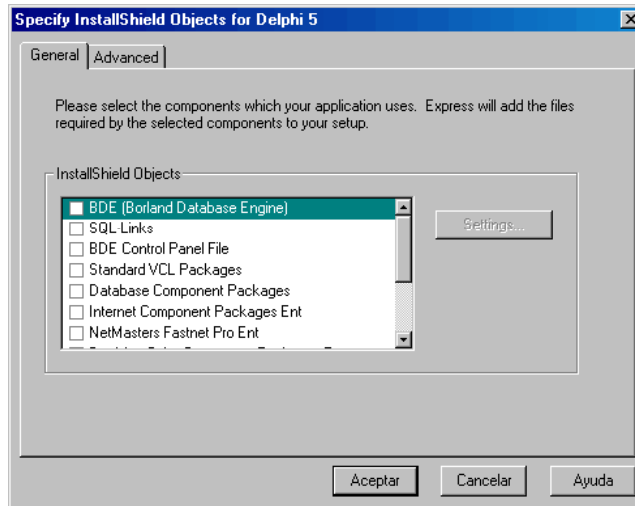 Specify InstallShield Objects for Delphi 5
General
Advanced
Please select the components which your application uses. Express will add the files
required by the selected components to your setup.
InstallShield Objects
BDE (Borland Database Engine)
SQL-Links
BDE Control Panel File
Standard VCL Packages
Database Component Packages
Internet Component Packages Ent
NetMasters Fastnet Pro Ent
Settings...
Aceptar
Cancelar
Ayuda